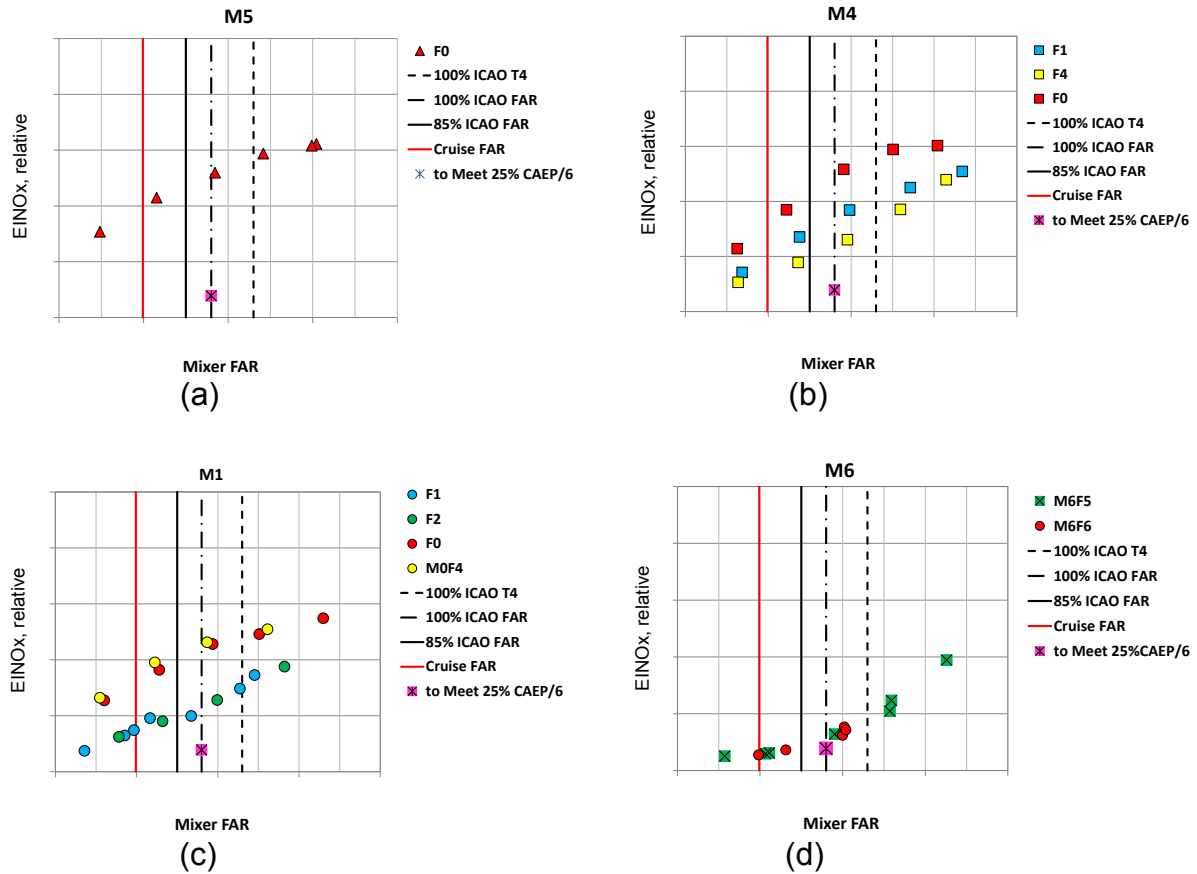 M5
EINOx, relative
Mixer FAR
F0
100% ICAO T4
100% ICAO FAR
85% ICAO FAR
Cruise FAR
to Meet 25% CAEP/6
(a)
M4
EINOx, relative
Mixer FAR
F1
F4
F0
100% ICAO T4
100% ICAO FAR
85% ICAO FAR
Cruise FAR
to Meet 25% CAEP/6
(b)
M1
EINOx, relative
Mixer FAR
F1
F2
F0
M0F4
100% ICAO T4
100% ICAO FAR
85% ICAO FAR
Cruise FAR
to Meet 25% CAEP/6
(c)
M6
EINOx, relative
Mixer FAR
M6F5
M6F6
100% ICAO T4
100% ICAO FAR
85% ICAO FAR
Cruise FAR
to Meet 25%CAEP/6
(d)